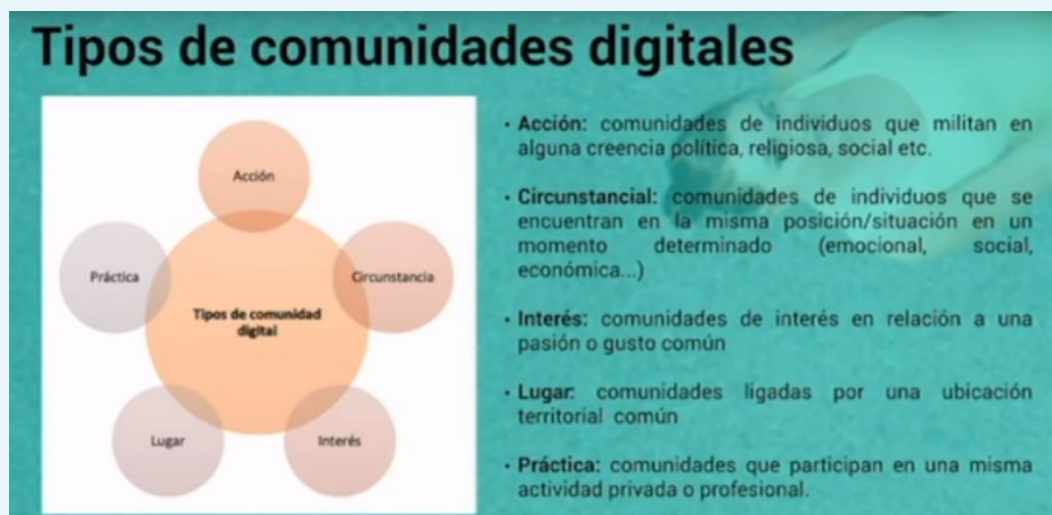 Tipos de comunidades digitales
Acción
Práctica
Circunstancia
Tipos de comunidad
digital
Lugar
Interés
· Acción: comunidades de individuos que militan en
alguna creencia política, religiosa, social etc.
· Circunstancial: comunidades de individuos que se
encuentran en la misma posición/situación en un
momento determinado (emocional, social,
económica...)
· Interés: comunidades de interés en relación a una
pasión o gusto común
· Lugar: comunidades ligadas por una ubicación
territorial común
· Práctica: comunidades que participan en una misma
actividad privada o profesional.